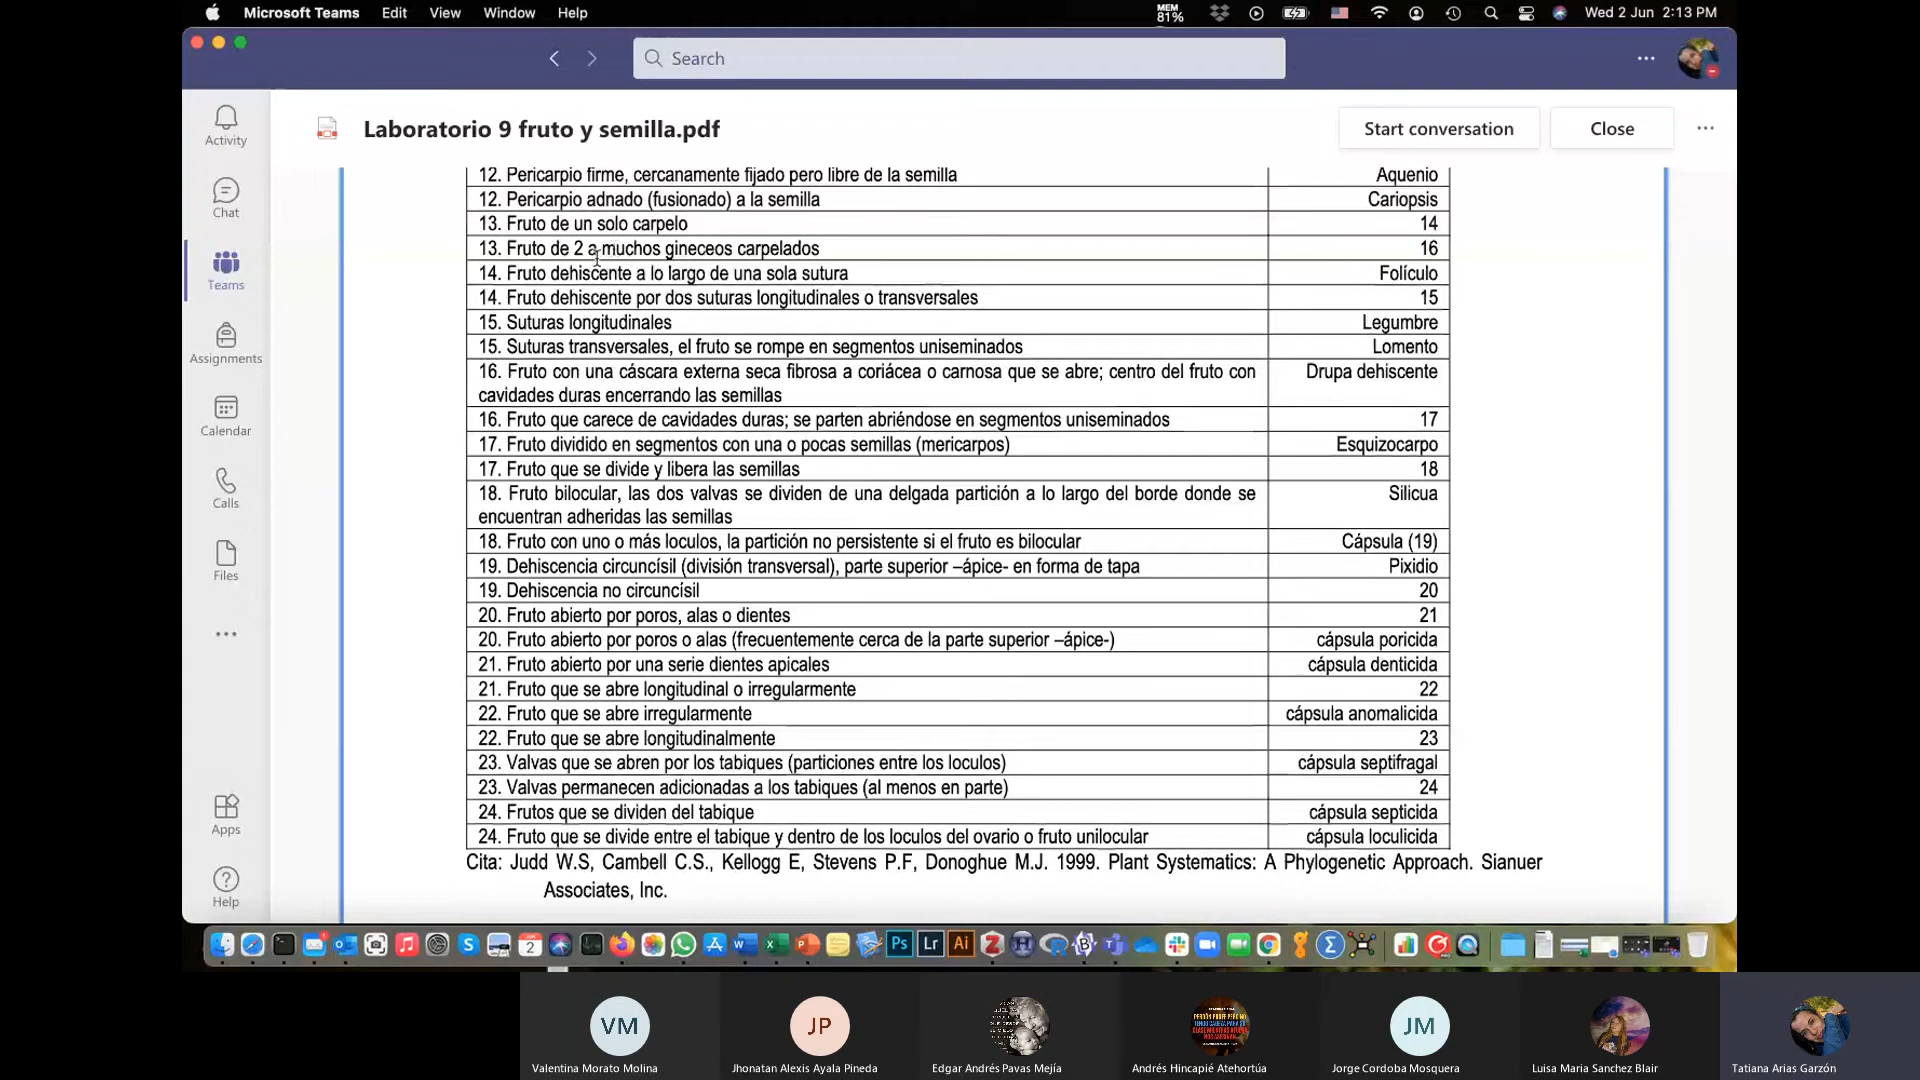 Microsoft Teams Edit View Window Help
MEM
81%
Wed 2 Jun 2:13 PM
Search
Activity
Chat
Teams
Assignments
Calendar
Calls
Files
Apps
Help
Laboratorio 9 fruto y semilla.pdf
Start conversation
Close
12. Pericarpio firme, cercanamente fijado pero libre de la semilla Aquenio
12. Pericarpio adnado (fusionado) a la semilla Cariopsis
13. Fruto de un solo carpelo 14
13. Fruto de 2 a muchos gineceos carpelados 16
14. Fruto dehiscente a lo largo de una sola sutura Folículo
14. Fruto dehiscente por dos suturas longitudinales o transversales 15
15. Suturas longitudinales Legumbre
15. Suturas transversales, el fruto se rompe en segmentos uniseminados Lomento
16. Fruto con una cáscara externa seca fibrosa a coriácea o carnosa que se abre; centro del fruto con Drupa dehiscente
cavidades duras encerrando las semillas
16. Fruto que carece de cavidades duras; se parten abriéndose en segmentos uniseminados 17
17. Fruto dividido en segmentos con una o pocas semillas (mericarpos) Esquizocarpo
17. Fruto que se divide y libera las semillas 18
18. Fruto bilocular, las dos valvas se dividen de una delgada partición a lo largo del borde donde se Silicua
encuentran adheridas las semillas
18. Fruto con uno o más loculos, la partición no persistente si el fruto es bilocular Cápsula (19)
19. Dehiscencia circuncísil (división transversal), parte superior –ápice- en forma de tapa Pixidio
19. Dehiscencia no circuncísil 20
20. Fruto abierto por poros, alas o dientes 21
20. Fruto abierto por poros o alas (frecuentemente cerca de la parte superior –ápice-) cápsula poricida
21. Fruto abierto por una serie dientes apicales cápsula denticida
21. Fruto que se abre longitudinal o irregularmente 22
22. Fruto que se abre irregularmente cápsula anomalicida
22. Fruto que se abre longitudinalmente 23
23. Valvas que se abren por los tabiques (particiones entre los loculos) cápsula septifragal
23. Valvas permanecen adicionadas a los tabiques (al menos en parte) 24
24. Frutos que se dividen del tabique cápsula septicida
24. Fruto que se divide entre el tabique y dentro de los loculos del ovario o fruto unilocular cápsula loculicida
Cita: Judd W.S, Cambell C.S., Kellogg E, Stevens P.F, Donoghue M.J. 1999. Plant Systematics: A Phylogenetic Approach. Sianuer
Associates, Inc.
2
Ps Lr Ai
VM
JP
JM
Valentina Morato Molina
Jhonatan Alexis Ayala Pineda
Edgar Andrés Pavas Mejía
Andrés Hincapié Atehortúa
Jorge Cordoba Mosquera
Luisa Maria Sanchez Blair
Tatiana Arias Garzón